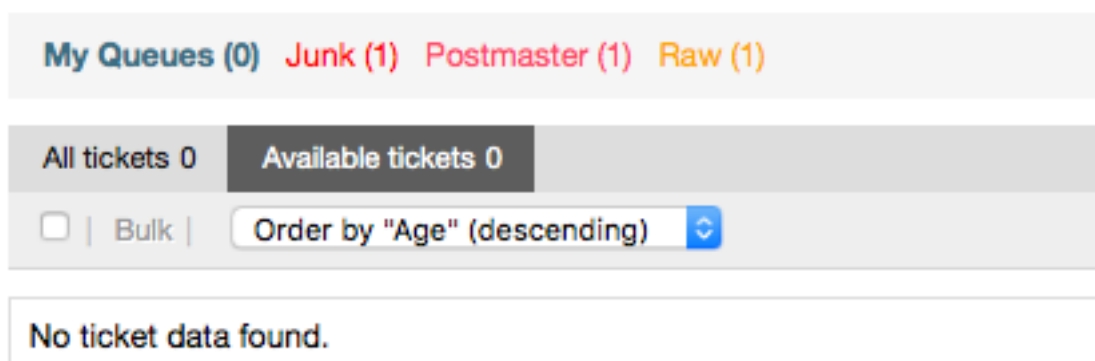 My Queues (0) Junk (1) Postmaster (1) Raw (1)
All tickets 0 Available tickets 0
| Bulk | Order by "Age" (descending)
No ticket data found.